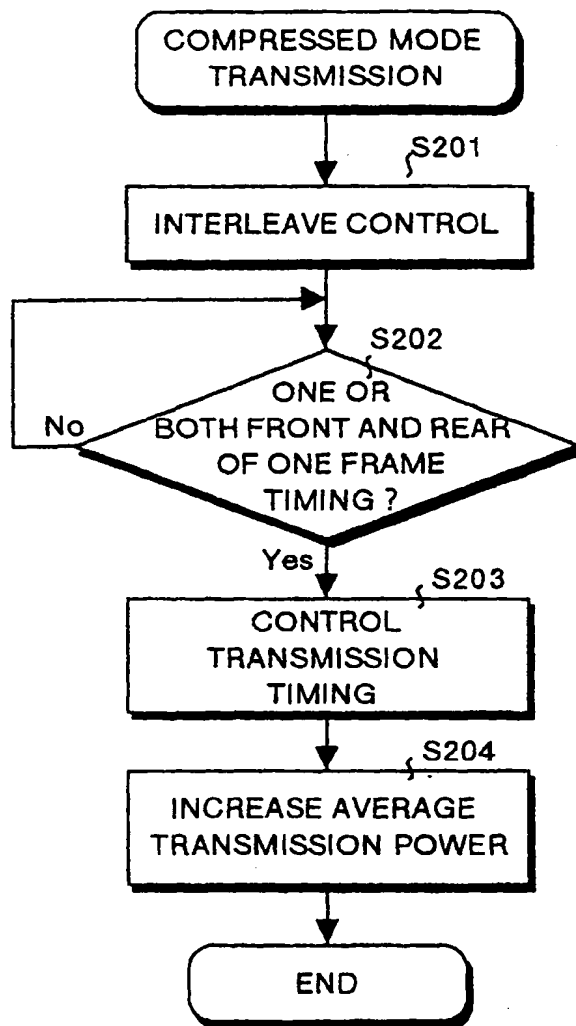 COMPRESSED MODE
TRANSMISSION
S201
INTERLEAVE CONTROL
S202
ONE OR
BOTH FRONT AND REAR
OF ONE FRAME
TIMING ?
No
Yes
S203
CONTROL
TRANSMISSION
TIMING
S204
INCREASE AVERAGE
TRANSMISSION POWER
END